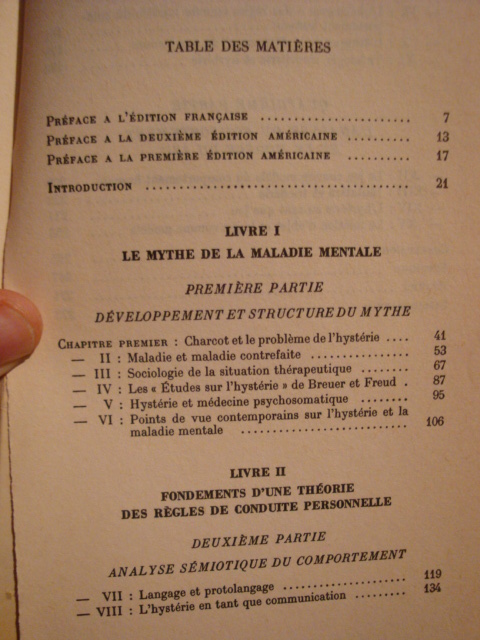 TABLE DES MATIÈRES
PRÉFACE A L'ÉDITION FRANÇAISE ........................ 7
PRÉFACE A LA DEUXIÈME ÉDITION AMÉRICAINE .......... 13
PRÉFACE A LA PREMIÈRE ÉDITION AMÉRICAINE .......... 17
INTRODUCTION ........................................ 21
LIVRE I
LE MYTHE DE LA MALADIE MENTALE
PREMIÈRE PARTIE
DÉVELOPPEMENT ET STRUCTURE DU MYTHE
CHAPITRE PREMIER : Charcot et le problème de l'hystérie .... 41
— II : Maladie et maladie contrefaite ................ 53
— III : Sociologie de la situation thérapeutique ........ 67
— IV : Les « Études sur l'hystérie » de Breuer et Freud . 87
— V : Hystérie et médecine psychosomatique ........ 95
— VI : Points de vue contemporains sur l'hystérie et la
maladie mentale .......................... 106
LIVRE II
FONDEMENTS D'UNE THÉORIE
DES RÈGLES DE CONDUITE PERSONNELLE
DEUXIÈME PARTIE
ANALYSE SÉMIOTIQUE DU COMPORTEMENT
— VII : Langage et protolangage .................... 119
— VIII : L'hystérie en tant que communication ......... 134